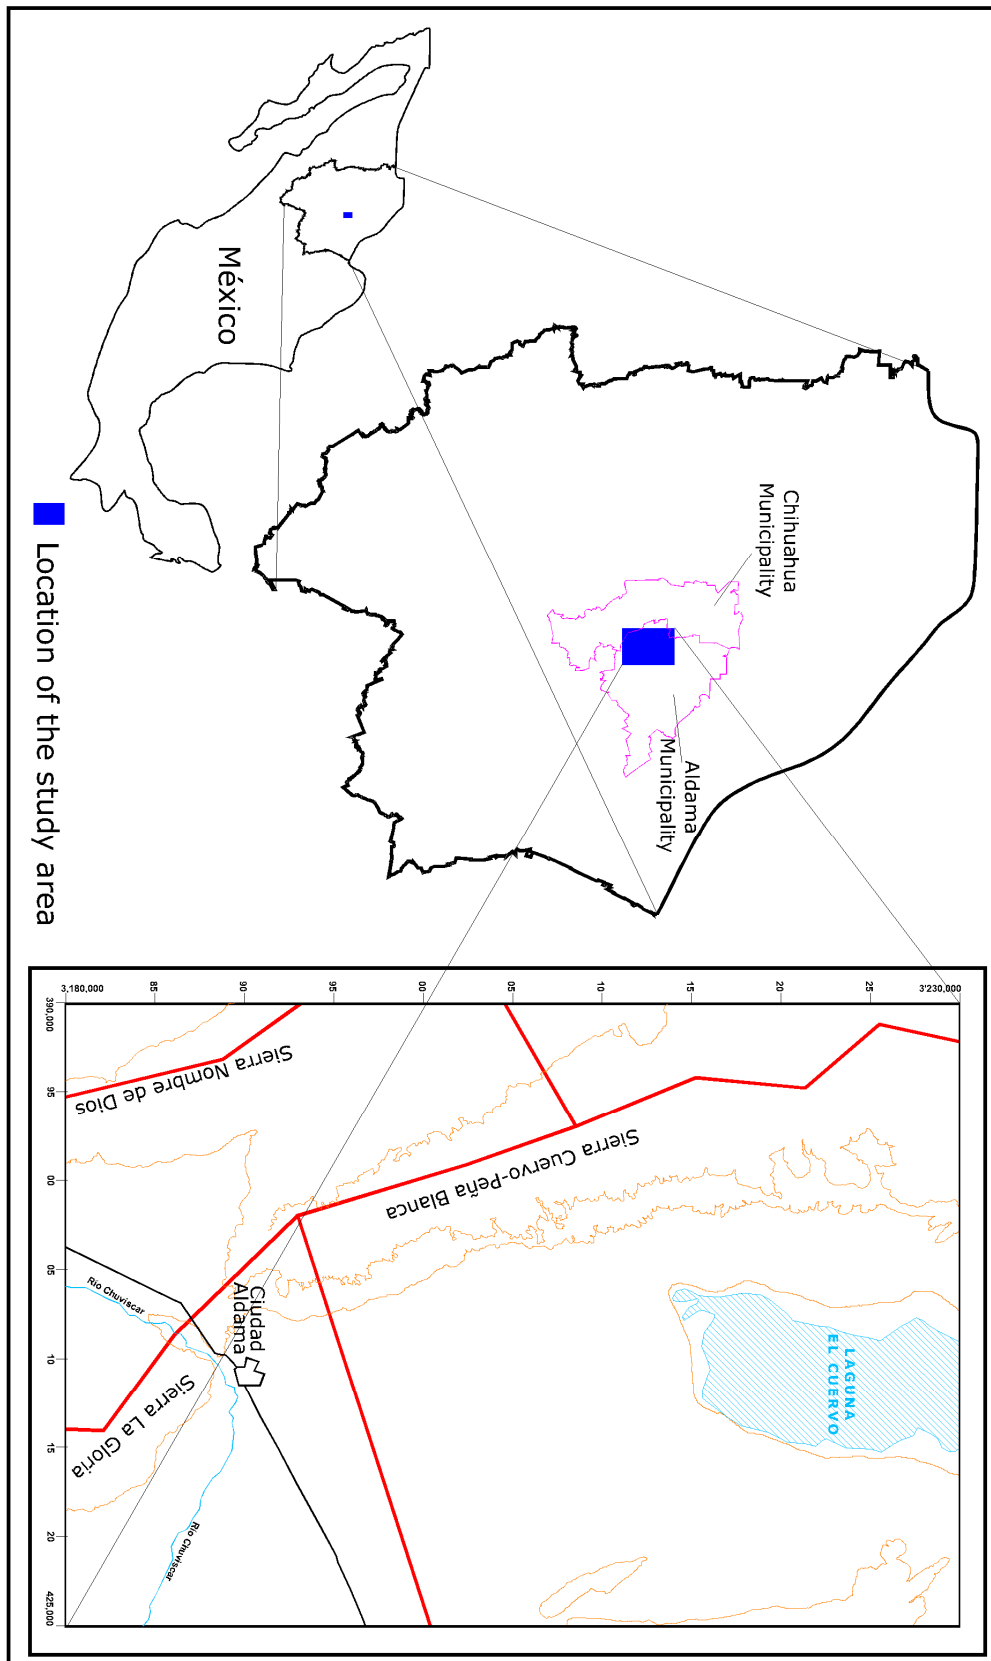 México
Location of the study area
Chihuahua
Municipality
Aldama
Municipality
3'230,000
25
20
15
10
05
00
95
90
85
3,180,000
390,000
95
00
05
10
15
20
425,000
Sierra Nombre de Dios
Sierra Cuervo-Peña Blanca
Sierra La Gloria
Ciudad
Aldama
Rio Chuviscar
Rio Chuviscar
LAGUNA
EL CUERVO